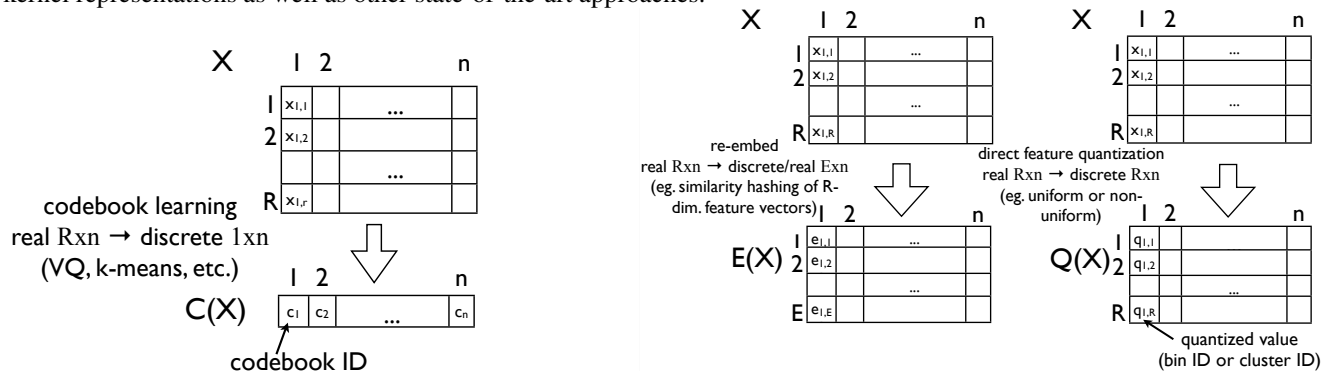 kernel representations as well as other state-of-the-art approaches.
X
1 2 n
1 x1,1 ...
2 x1,2
...
R x1,r
codebook learning
real Rxn → discrete 1xn
(VQ, k-means, etc.)
1 2 n
C(X) c1 c2 ... cn
codebook ID
X 1 2 n
1 x1,1 ...
2 x1,2
...
R x1,R
re-embed
real Rxn → discrete/real Exn
(eg. similarity hashing of R-
dim. feature vectors)
1 2 n
1 e1,1 ...
E(X) 2 e1,2
...
E e1,E
X 1 2 n
1 x1,1 ...
2 x1,2
...
R x1,R
direct feature quantization
real Rxn → discrete Rxn
(eg. uniform or non-
uniform)
1 2 n
1 q1,1
Q(X) 2 q1,2
...
R q1,R
quantized value
(bin ID or cluster ID)